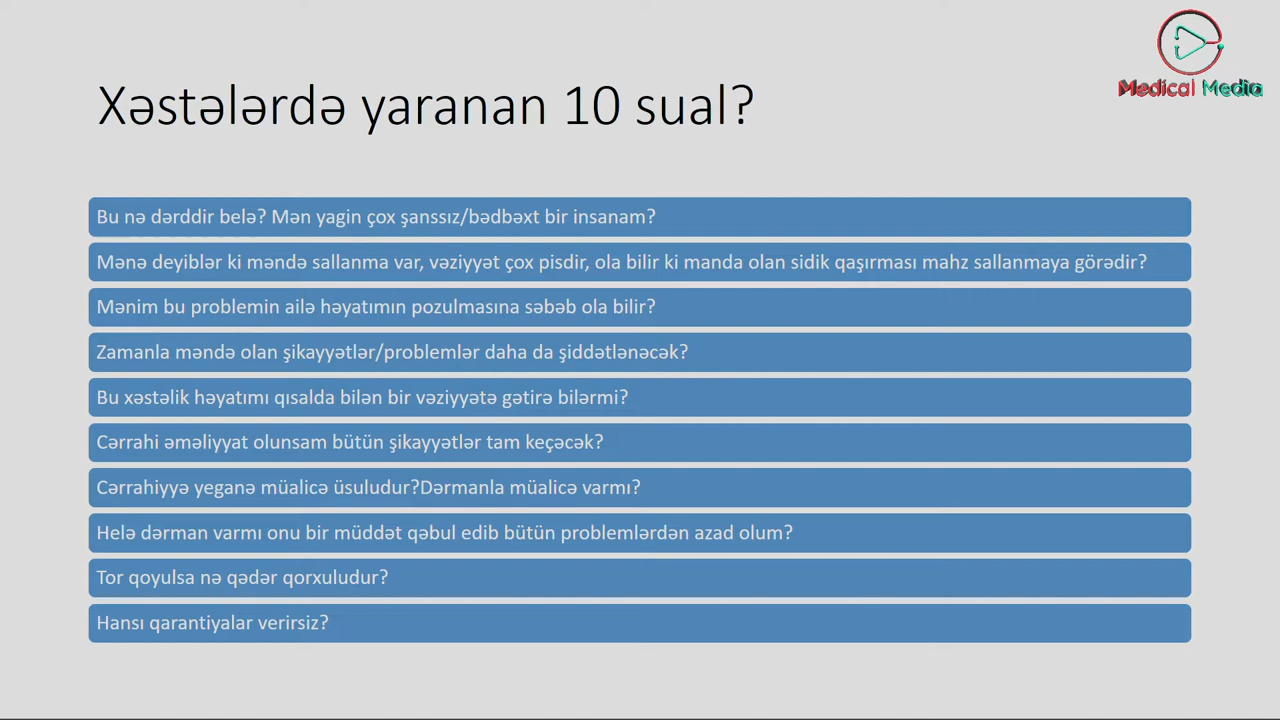 Medical Media
Xəstələrdə yaranan 10 sual?
Bu nə dərddir belə? Mən yagin çox şanssız/bədbəxt bir insanam?
Mənə deyiblər ki məndə sallanma var, vəziyyət çox pisdir, ola bilir ki manda olan sidik qaşırması mahz sallanmaya görədir?
Mənim bu problemin ailə həyatımın pozulmasına səbəb ola bilir?
Zamanla məndə olan şikayyətlər/problemlər daha da şiddətlənəcək?
Bu xəstəlik həyatımı qısalda bilən bir vəziyyətə gətirə bilərmi?
Cərrahi əməliyyat olunsam bütün şikayyətlər tam keçəcək?
Cərrahiyyə yeganə müalicə üsuludur?Dərmanla müalicə varmı?
Helə dərman varmı onu bir müddət qəbul edib bütün problemlərdən azad olum?
Tor qoyulsa nə qədər qorxuludur?
Hansı qarantiyalar verirsiz?